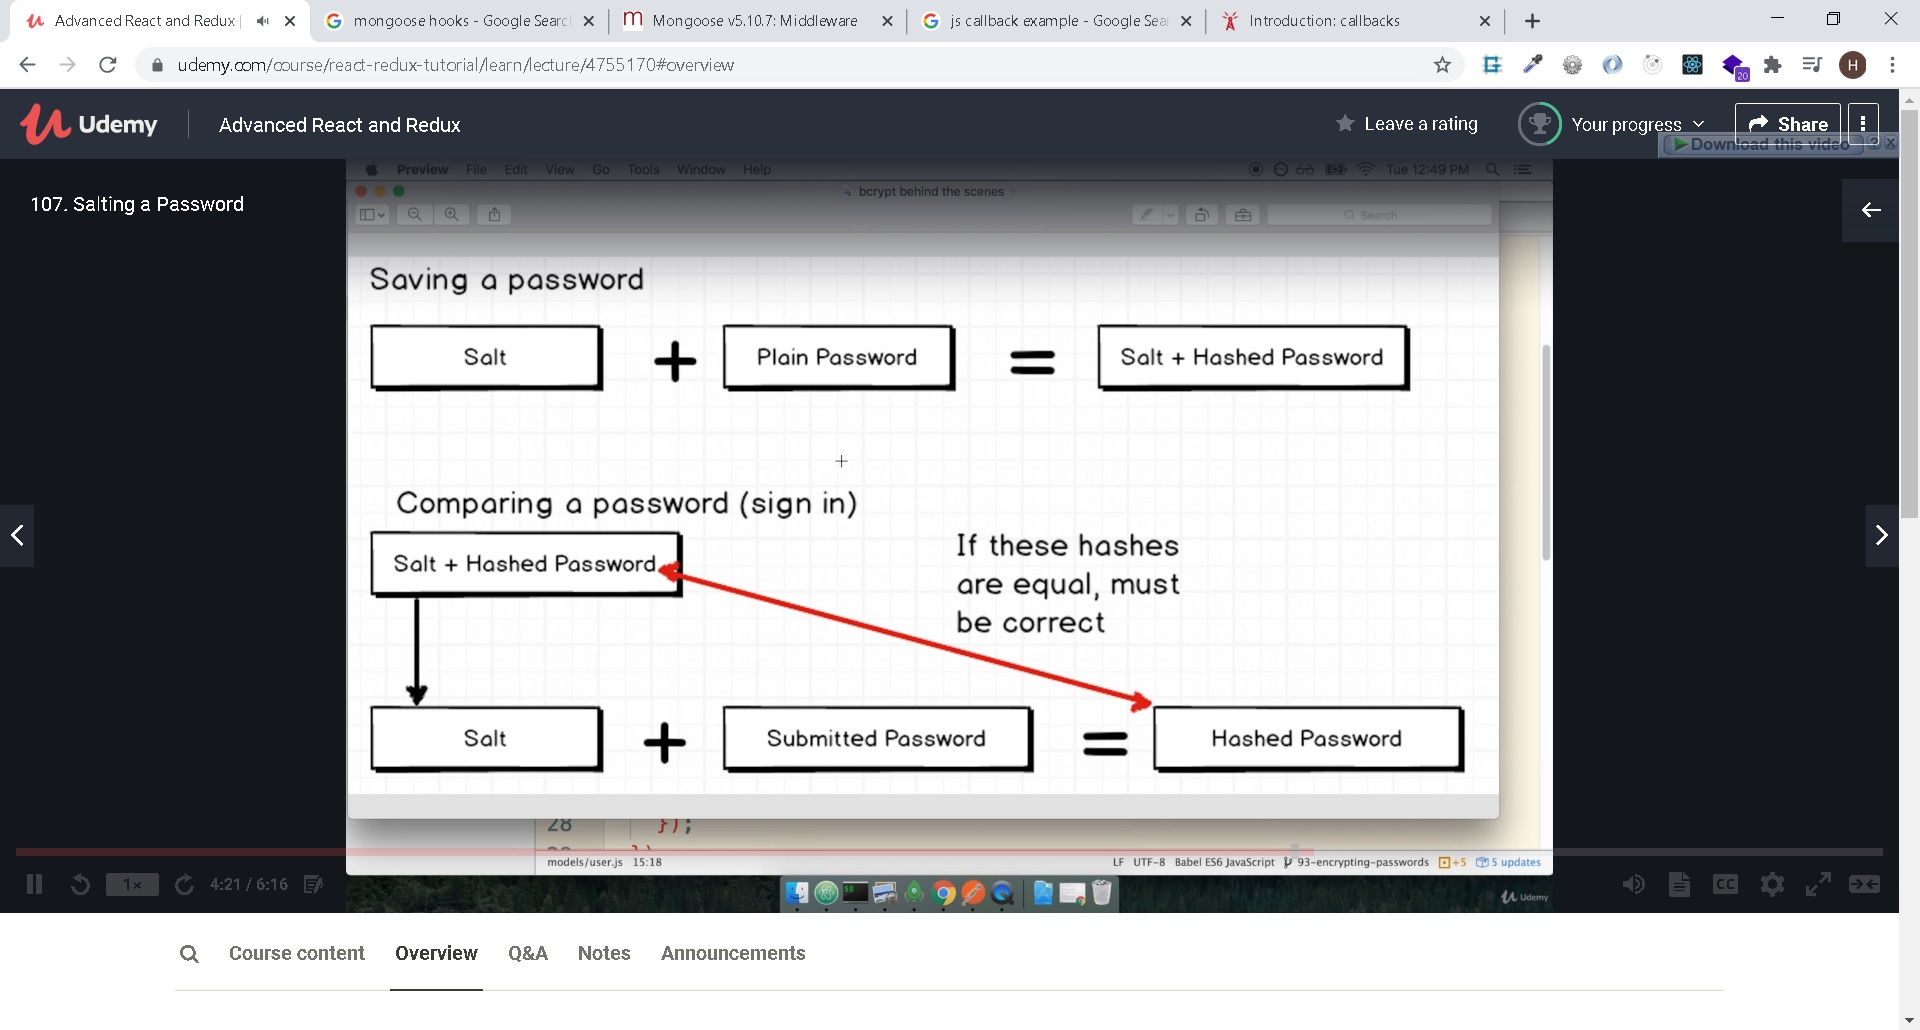 Advanced React and Redux
mongoose hooks - Google Searc
Mongoose v5.10.7: Middleware
js callback example - Google Sea
Introduction: callbacks
udemy.com/course/react-redux-tutorial/learn/lecture/4755170#overview
20
H
Udemy
Advanced React and Redux
Leave a rating
Your progress
Share
Download this video
? X
107. Salting a Password
Preview File Edit View Go Tools Window Help
Tue 12:49 PM
bcrypt behind the scenes
Search
Saving a password
Salt + Plain Password = Salt + Hashed Password
Comparing a password (sign in)
Salt + Hashed Password
If these hashes
are equal, must
be correct
Salt + Submitted Password = Hashed Password
28 });
models/user.js 15:18
LF UTF-8 Babel ES6 JavaScript 93-encrypting-passwords +5 5 updates
1x
4:21 / 6:16
CC
Udemy
Course content
Overview
Q&A
Notes
Announcements